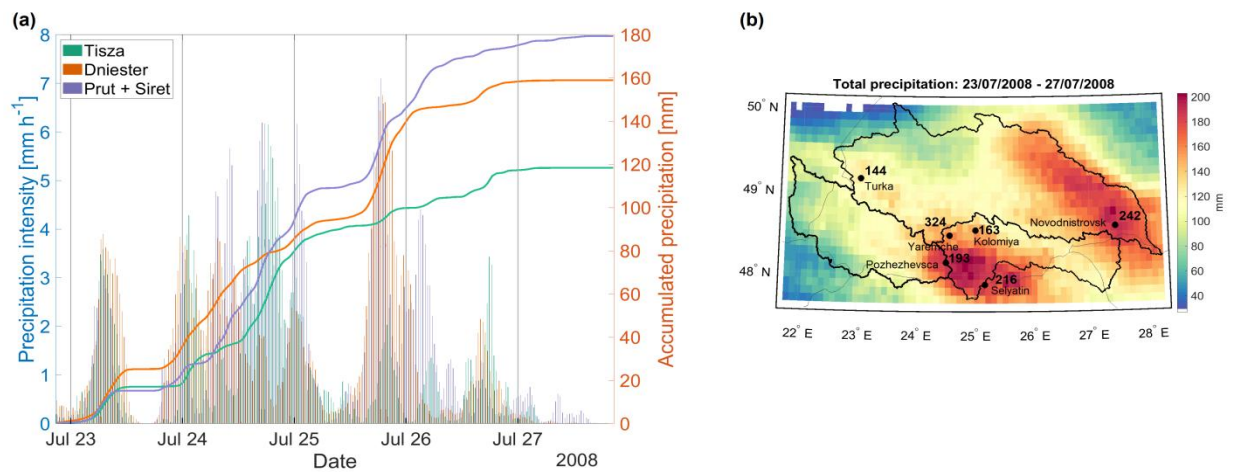 (a)
8
7
6
5
4
3
2
1
0
Precipitation intensity [mm h⁻¹]
Tisza
Dniester
Prut + Siret
180
160
140
120
100
80
60
40
20
0
Accumulated precipitation [mm]
Jul 23
Jul 24
Jul 25
Jul 26
Jul 27
Date
2008
(b)
Total precipitation: 23/07/2008 - 27/07/2008
50° N
49° N
48° N
144
Turka
324
Yaremche
163
Kolomiya
Novodnistrovsk
242
Pozhezhevsca
193
216
Selyatin
22° E
23° E
24° E
25° E
26° E
27° E
28° E
200
180
160
140
120
100
80
60
40
mm